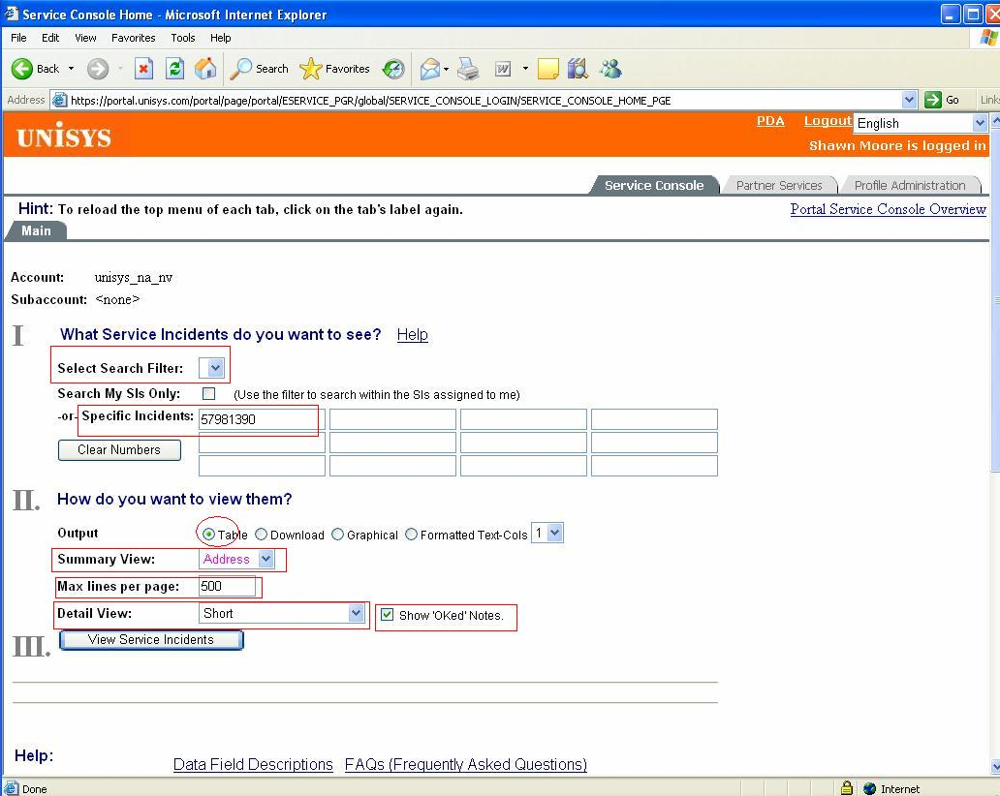 Service Console Home - Microsoft Internet Explorer
File Edit View Favorites Tools Help
Back Search Favorites W
Address https://portal.unisys.com/portal/page/portal/ESERVICE_PGR/global/SERVICE_CONSOLE_LOGIN/SERVICE_CONSOLE_HOME_PGE Go Links
UNISYS
PDA Logout English
Shawn Moore is logged in
Service Console Partner Services Profile Administration
Hint: To reload the top menu of each tab, click on the tab's label again. Portal Service Console Overview
Main
Account: unisys_na_nv
Subaccount: <none>
I What Service Incidents do you want to see? Help
Select Search Filter:
Search My SIs Only: (Use the filter to search within the SIs assigned to me)
-or- Specific Incidents: 57981390
Clear Numbers
II. How do you want to view them?
Output Table Download Graphical Formatted Text-Cols 1
Summary View: Address
Max lines per page: 500
Detail View: Short Show 'OKed' Notes.
III. View Service Incidents
Help: Data Field Descriptions FAQs (Frequently Asked Questions)
Done Internet